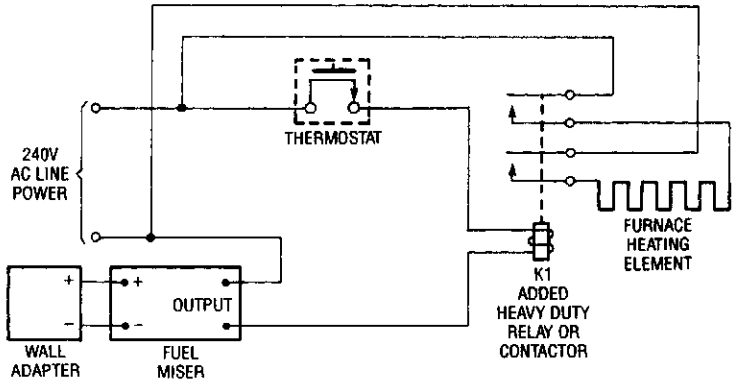 THERMOSTAT
240V
AC LINE
POWER
+
-
WALL
ADAPTER
+
-
OUTPUT
FUEL
MISER
K1
ADDED
HEAVY DUTY
RELAY OR
CONTACTOR
FURNACE
HEATING
ELEMENT